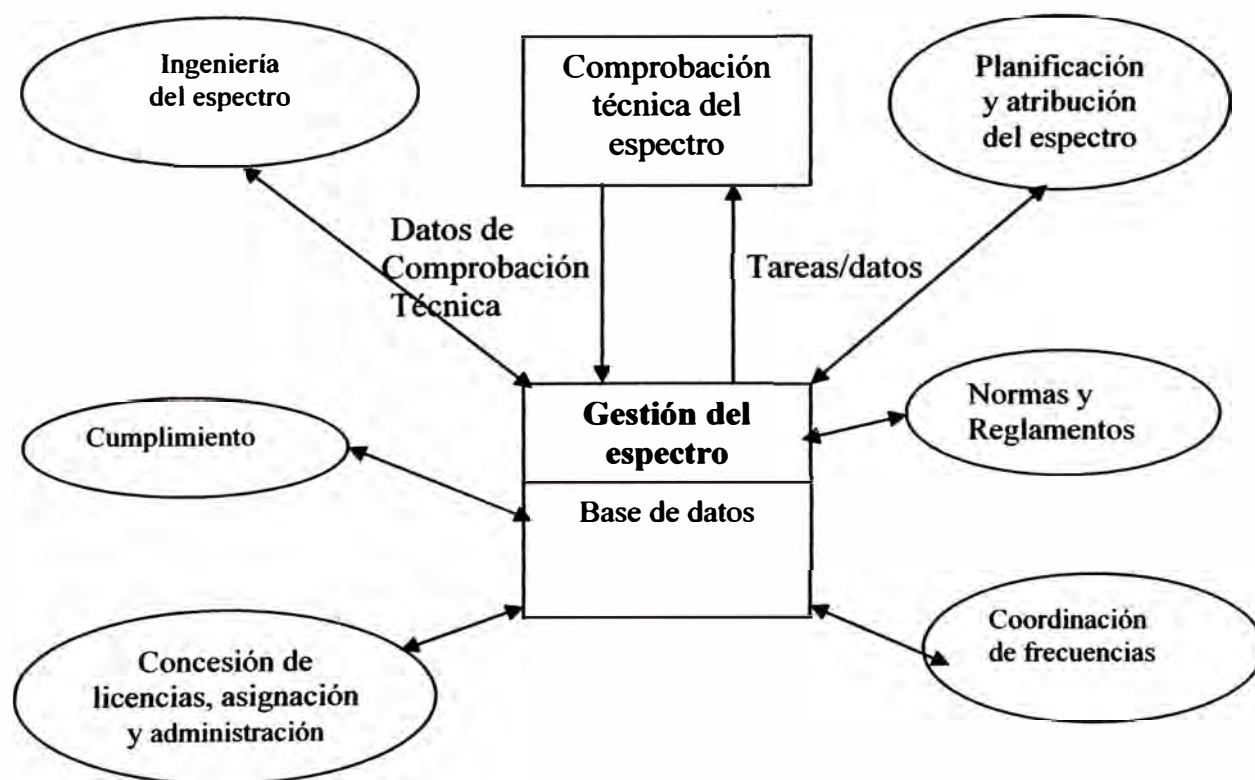 Ingeniería
del espectro
Comprobación
técnica del
espectro
Planificación
y atribución
del espectro
Datos de
Comprobación
Técnica
Tareas/datos
Gestión del
espectro
Base de datos
Normas y
Reglamentos
Cumplimiento
Concesión de
licencias, asignación
y administración
Coordinación
de frecuencias